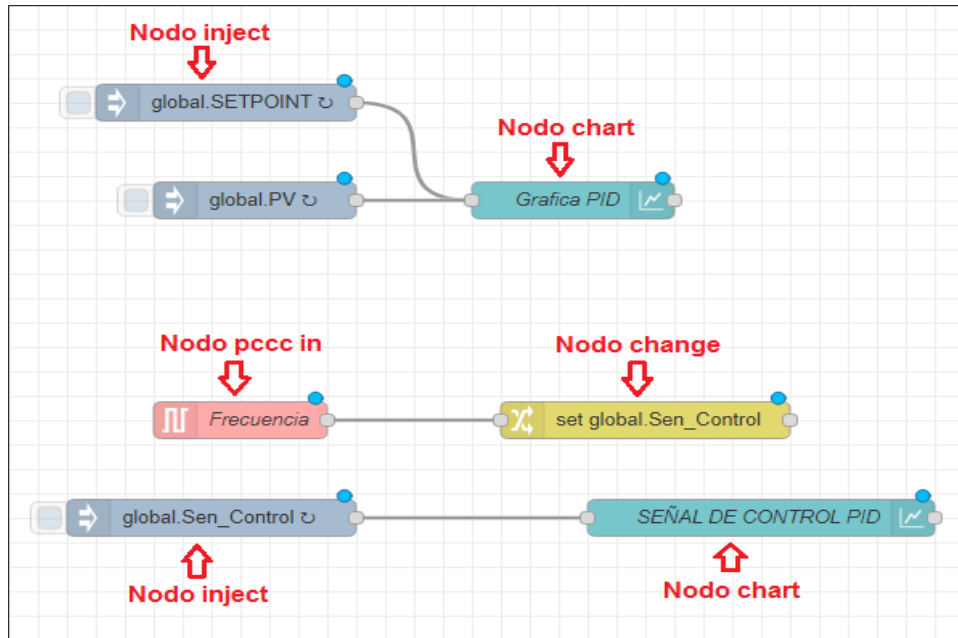 Nodo inject
global.SETPOINT ↻
Nodo chart
global.PV ↻
Grafica PID
Nodo pccc in
Nodo change
Frecuencia
set global.Sen_Control
global.Sen_Control ↻
SEÑAL DE CONTROL PID
Nodo inject
Nodo chart